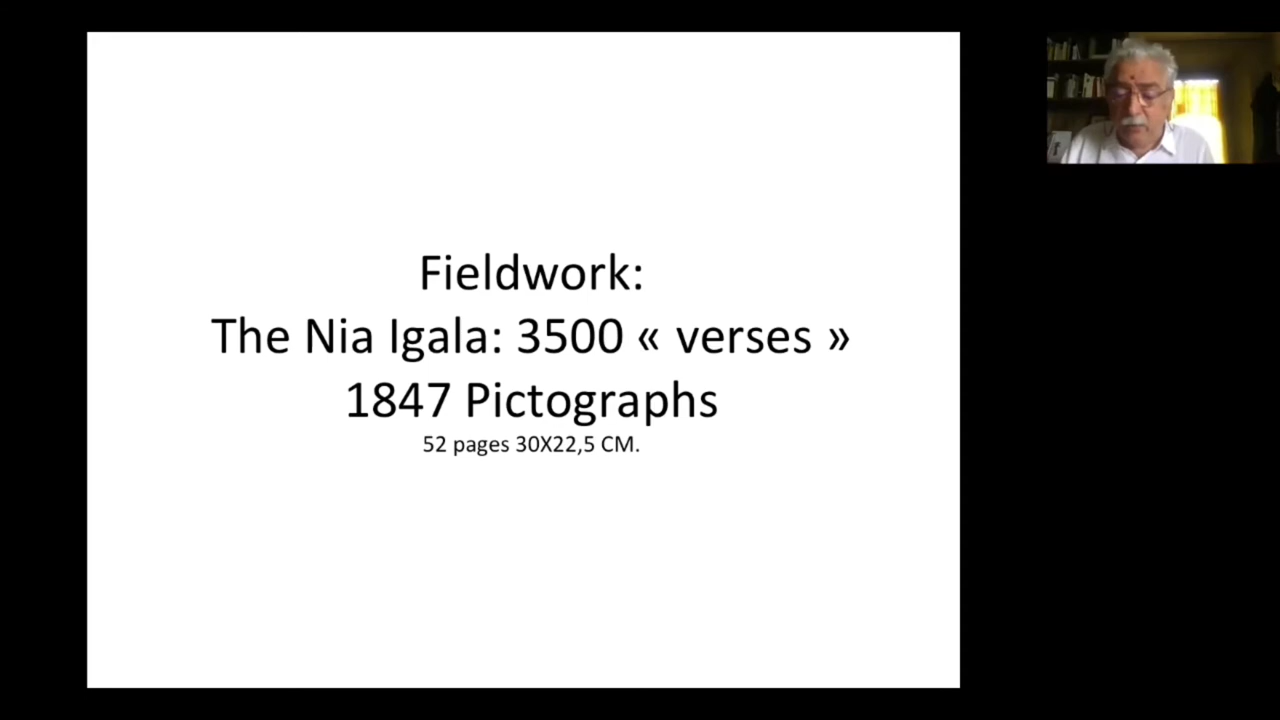 Fieldwork:
The Nia Igala: 3500 « verses »
1847 Pictographs
52 pages 30X22,5 CM.